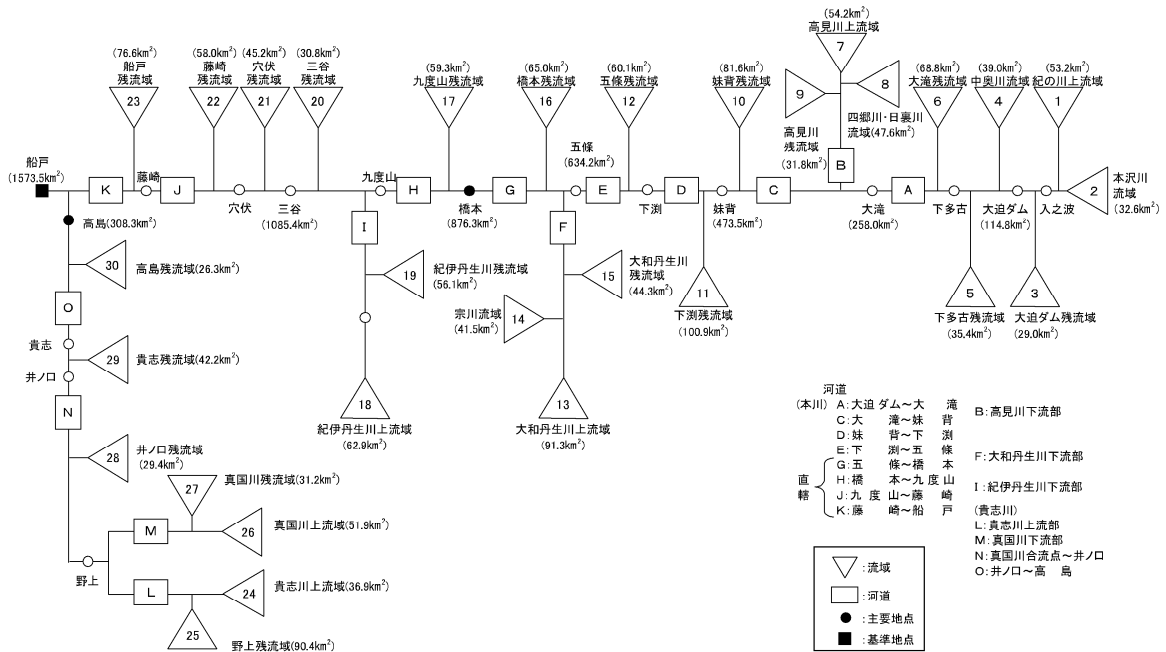 (76.6km²)
船戸
残流域
23
(58.0km²)
藤崎
残流域
22
(45.2km²)
穴伏
残流域
21
(30.8km²)
三谷
残流域
20
(59.3km²)
九度山残流域
17
(65.0km²)
橋本残流域
16
(60.1km²)
五條残流域
12
(81.6km²)
妹背残流域
10
(54.2km²)
高見川上流域
7
8
四郷川・日裏川
流域(47.6km²)
9
高見川
残流域
(31.8km²)
(68.8km²)
大滝残流域
6
(39.0km²)
中奥川流域
4
(53.2km²)
紀の川上流域
1
船戸
(1573.5km²)
K
藤崎
J
穴伏
三谷
(1085.4km²)
九度山
H
橋本
(876.3km²)
G
五條
(634.2km²)
E
下渕
D
妹背
(473.5km²)
C
B
大滝
(258.0km²)
A
下多古
大迫ダム
(114.8km²)
入之波
2
本沢川
流域
(32.6km²)
高島(308.3km²)
30
高島残流域(26.3km²)
O
貴志
29
貴志残流域(42.2km²)
井ノ口
N
28
井ノ口残流域
(29.4km²)
真国川残流域(31.2km²)
27
M
26
真国川上流域(51.9km²)
野上
L
24
貴志川上流域(36.9km²)
25
野上残流域(90.4km²)
I
19
紀伊丹生川残流域
(56.1km²)
18
紀伊丹生川上流域
(62.9km²)
F
15
大和丹生川
残流域
(44.3km²)
宗川流域
(41.5km²)
14
13
大和丹生川上流域
(91.3km²)
11
下渕残流域
(100.9km²)
5
下多古残流域
(35.4km²)
3
大迫ダム残流域
(29.0km²)
河道
(本川) A:大迫ダム～大 滝
C:大 滝～妹 背
D:妹 背～下 渕
E:下 渕～五 條
直轄
G:五 條～橋 本
H:橋 本～九度山
J:九度山～藤 崎
K:藤 崎～船 戸
B:高見川下流部
F:大和丹生川下流部
I:紀伊丹生川下流部
(貴志川)
L:貴志川上流部
M:真国川下流部
N:真国川合流点～井ノ口
O:井ノ口～高 島
:流域
:河道
:主要地点
:基準地点